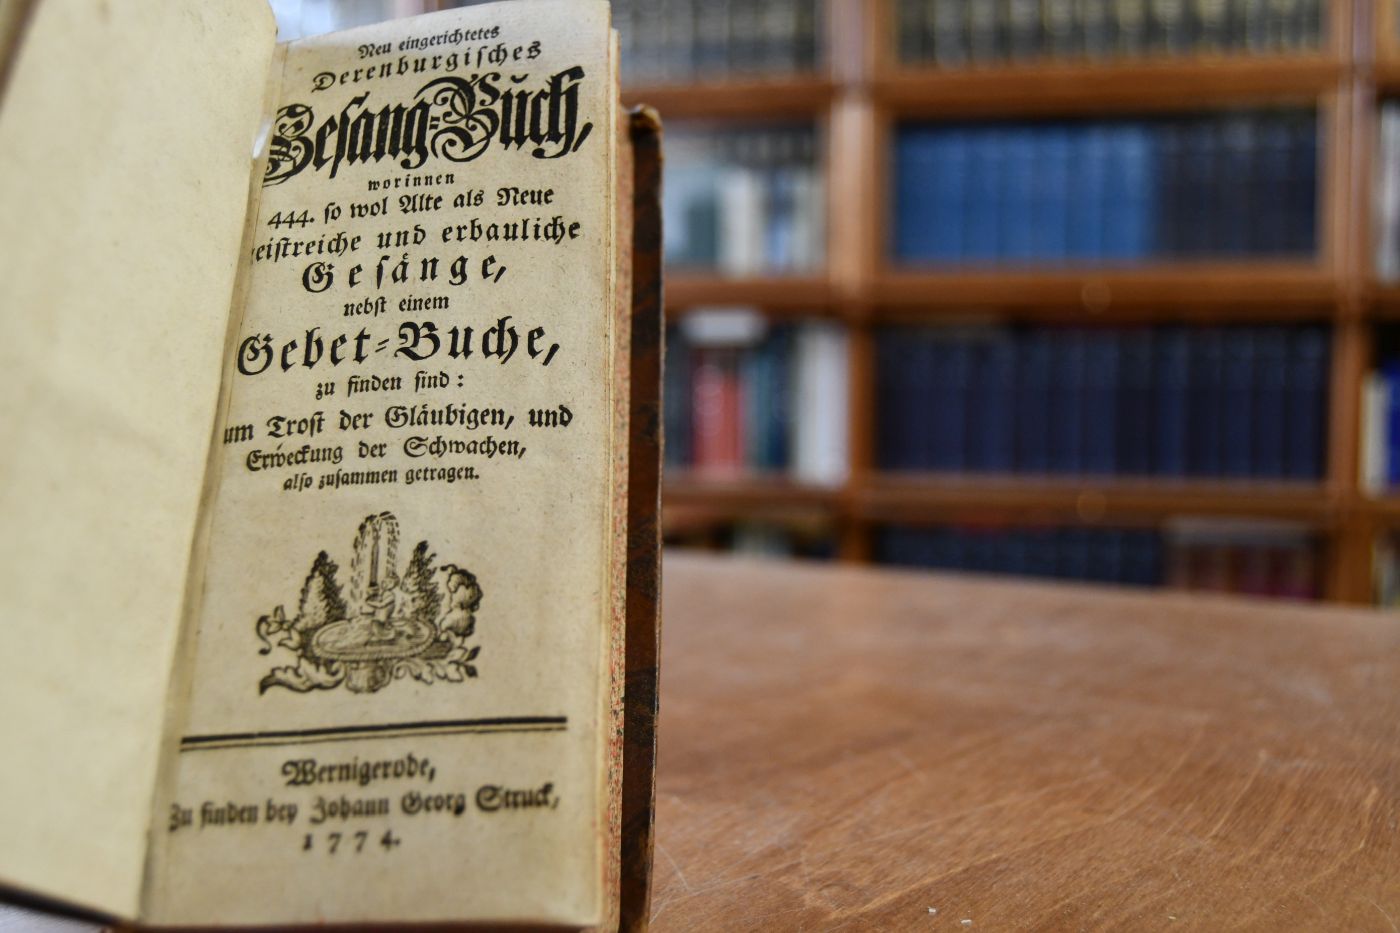 Neu eingerichtetes
Derenburgisches
Gesang-Buch,
worinnen
444. so wol Alte als Neue
geistreiche und erbauliche
Gesänge,
nebst einem
Gebet-Buche,
zu finden sind:
um Trost der Gläubigen, und
Erweckung der Schwachen,
also zusammen getragen.
Wernigerode,
Zu finden bey Johann Georg Struck,
1774.